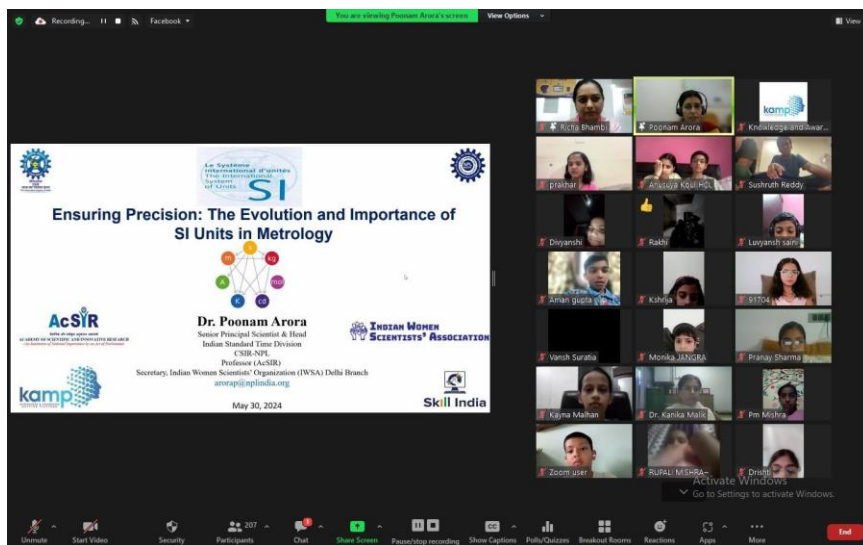 Recording...
Facebook
You are viewing Poonam Arora's screen
View Options
View
Le Système
international d'unités
The International
System
of Units
SI
Ensuring Precision: The Evolution and Importance of
SI Units in Metrology
s
m
kg
A
mol
K
cd
Dr. Poonam Arora
Senior Principal Scientist & Head
Indian Standard Time Division
CSIR-NPL
Professor (AcSIR)
Secretary, Indian Women Scientists' Organization (IWSA) Delhi Branch
arorap@nplindia.org
May 30, 2024
AcSIR
ACADEMY OF SCIENTIFIC AND INNOVATIVE RESEARCH
INDIAN WOMEN
SCIENTISTS' ASSOCIATION
kamp
Skill India
Richa Bhambi
Poonam Arora
kamp
Knowledge and Awar...
prakhar
Anusuya Koul HCL
Sushruth Reddy
Divyanshi
Rakhi
Luvyansh saini
Aman gupta
Kshrija
91704
Vansh Suratia
Monika JANGRA
Pranay Sharma
Kayna Malhan
Dr. Kanika Malik
Pm Mishra
Zoom user
RUPALI MISHRA~
Drishti
Activate Windows
Go to Settings to activate Windows.
Unmute
Start Video
Security
207
Participants
Chat
Share Screen
Pause/stop recording
CC
Show Captions
Polls/Quizzes
Breakout Rooms
Reactions
Apps
More
End